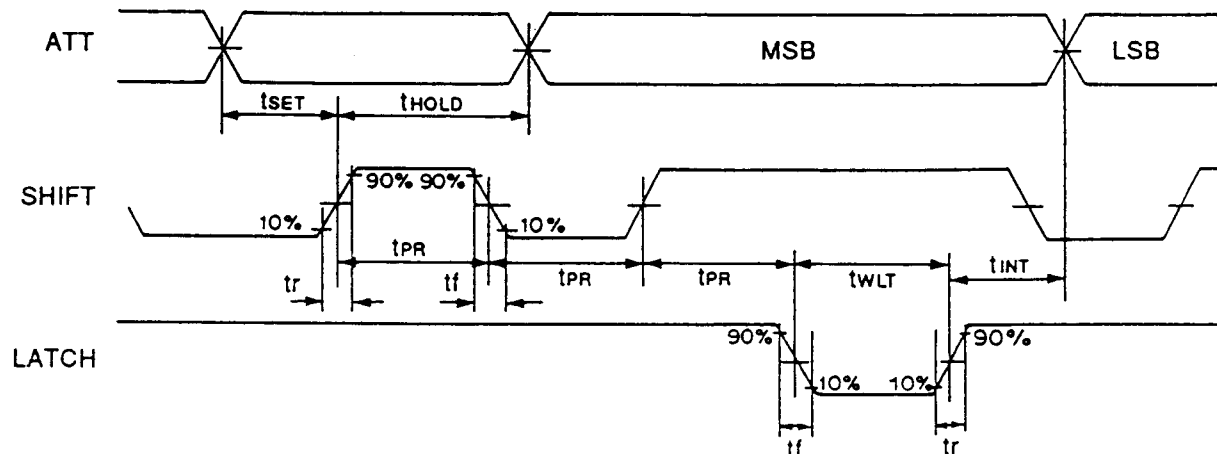 ATT
MSB
LSB
tSET
tHOLD
SHIFT
90% 90%
10%
10%
tPR
tPR
tPR
tWLT
tINT
tr
tf
LATCH
90%
90%
10%
10%
tf
tr